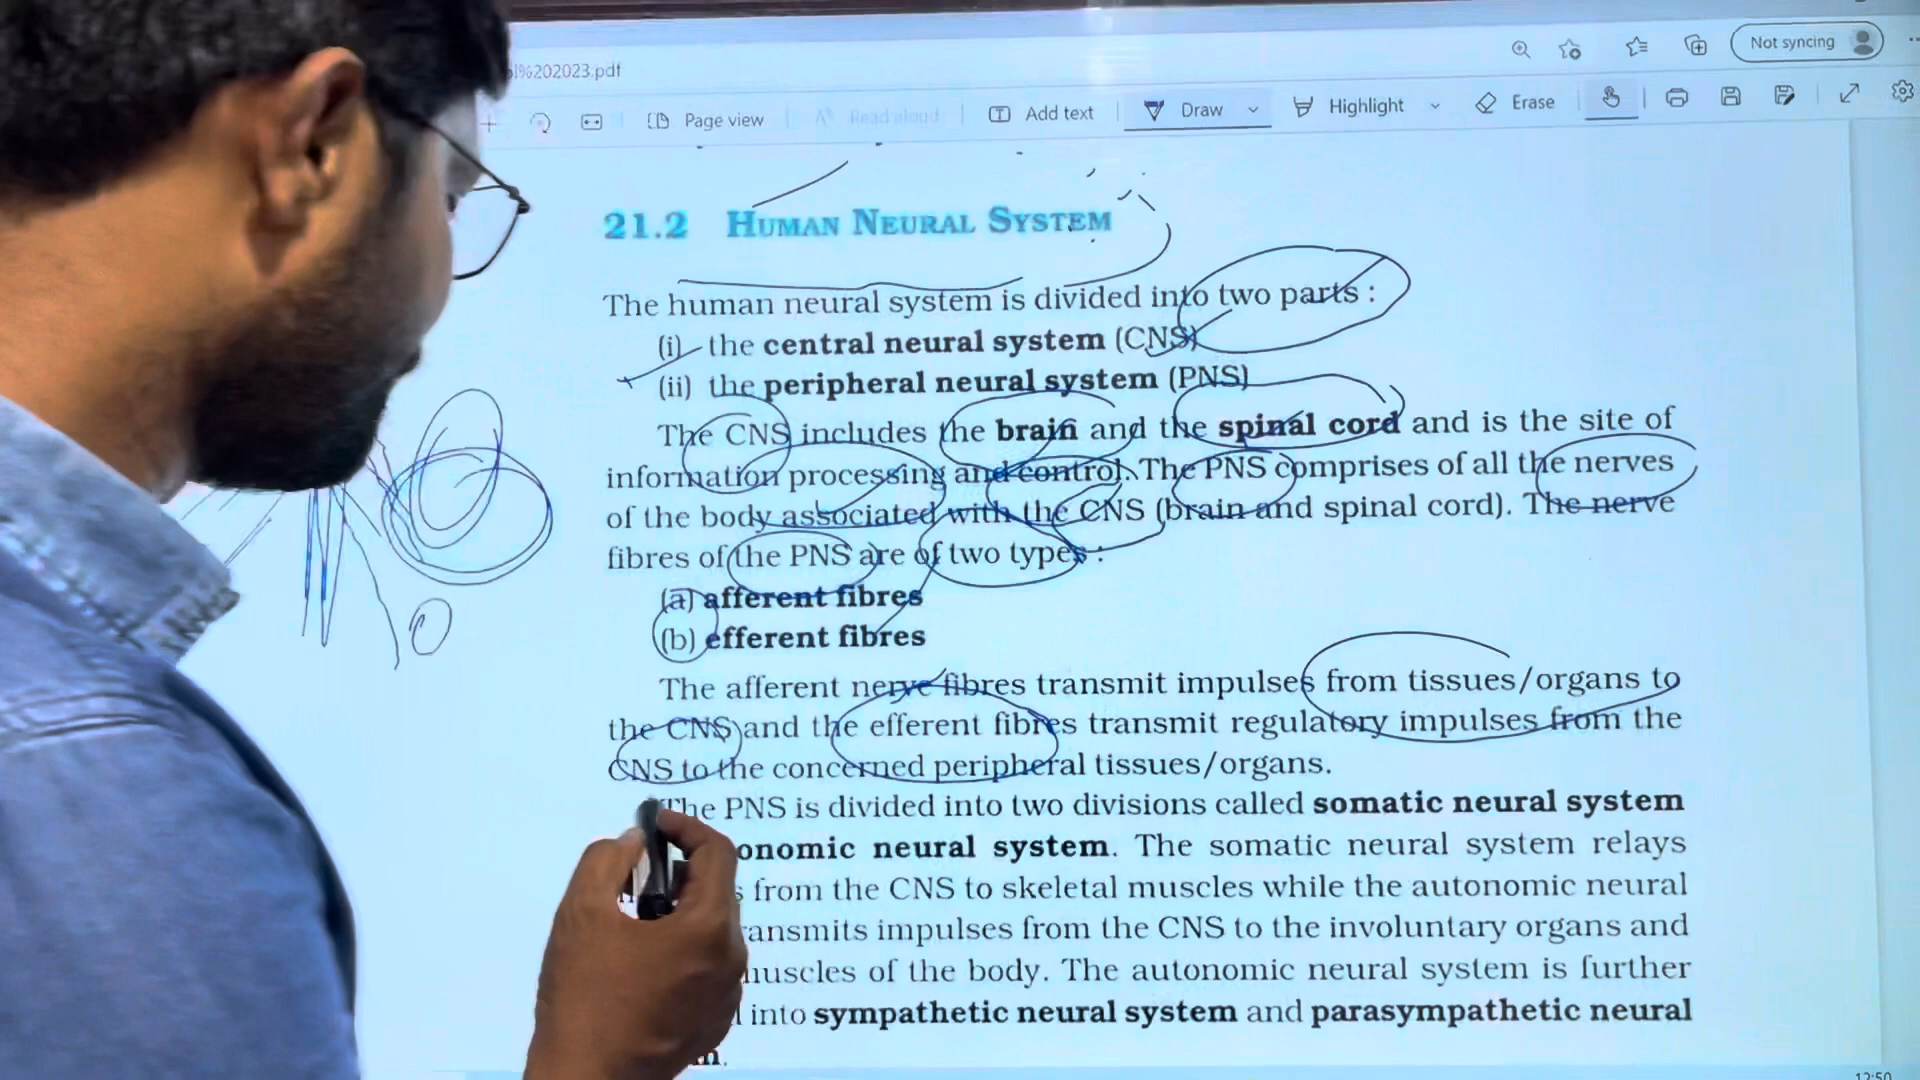 l%202023.pdf
Not syncing
Page view
Read aloud
Add text
Draw
Highlight
Erase
21.2 HUMAN NEURAL SYSTEM
The human neural system is divided into two parts :
(i) the central neural system (CNS)
(ii) the peripheral neural system (PNS)
The CNS includes the brain and the spinal cord and is the site of
information processing and control. The PNS comprises of all the nerves
of the body associated with the CNS (brain and spinal cord). The nerve
fibres of the PNS are of two types :
(a) afferent fibres
(b) efferent fibres
The afferent nerve fibres transmit impulses from tissues/organs to
the CNS and the efferent fibres transmit regulatory impulses from the
CNS to the concerned peripheral tissues/organs.
The PNS is divided into two divisions called somatic neural system
onomic neural system. The somatic neural system relays
s from the CNS to skeletal muscles while the autonomic neural
ansmits impulses from the CNS to the involuntary organs and
muscles of the body. The autonomic neural system is further
into sympathetic neural system and parasympathetic neural
m.
12:50